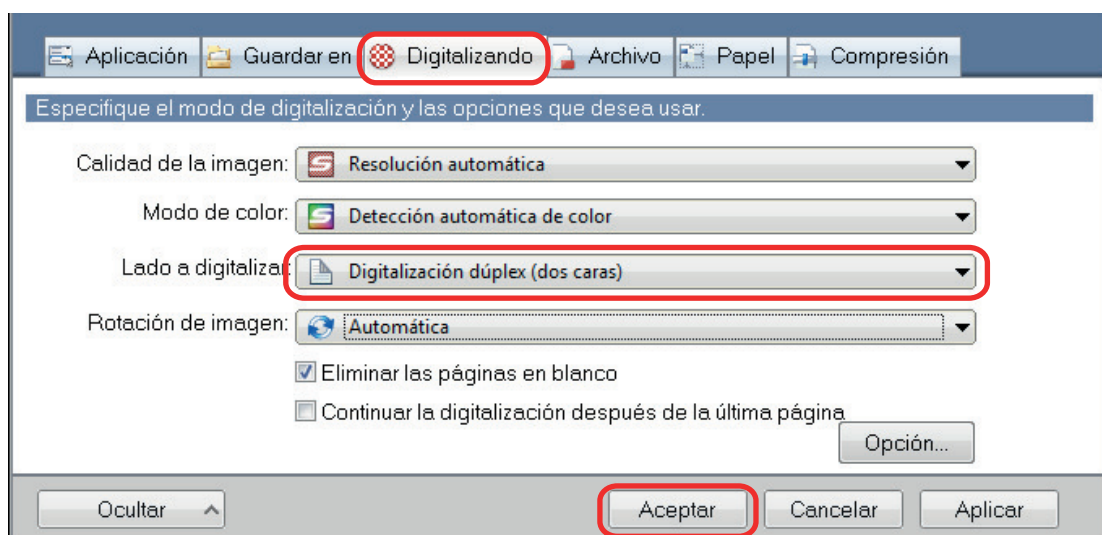 Aplicación Guardar en Digitalizando Archivo Papel Compresión
Especifique el modo de digitalización y las opciones que desea usar.
Calidad de la imagen: Resolución automática
Modo de color: Detección automática de color
Lado a digitalizar: Digitalización dúplex (dos caras)
Rotación de imagen: Automática
Eliminar las páginas en blanco
Continuar la digitalización después de la última página
Opción...
Ocultar Aceptar Cancelar Aplicar